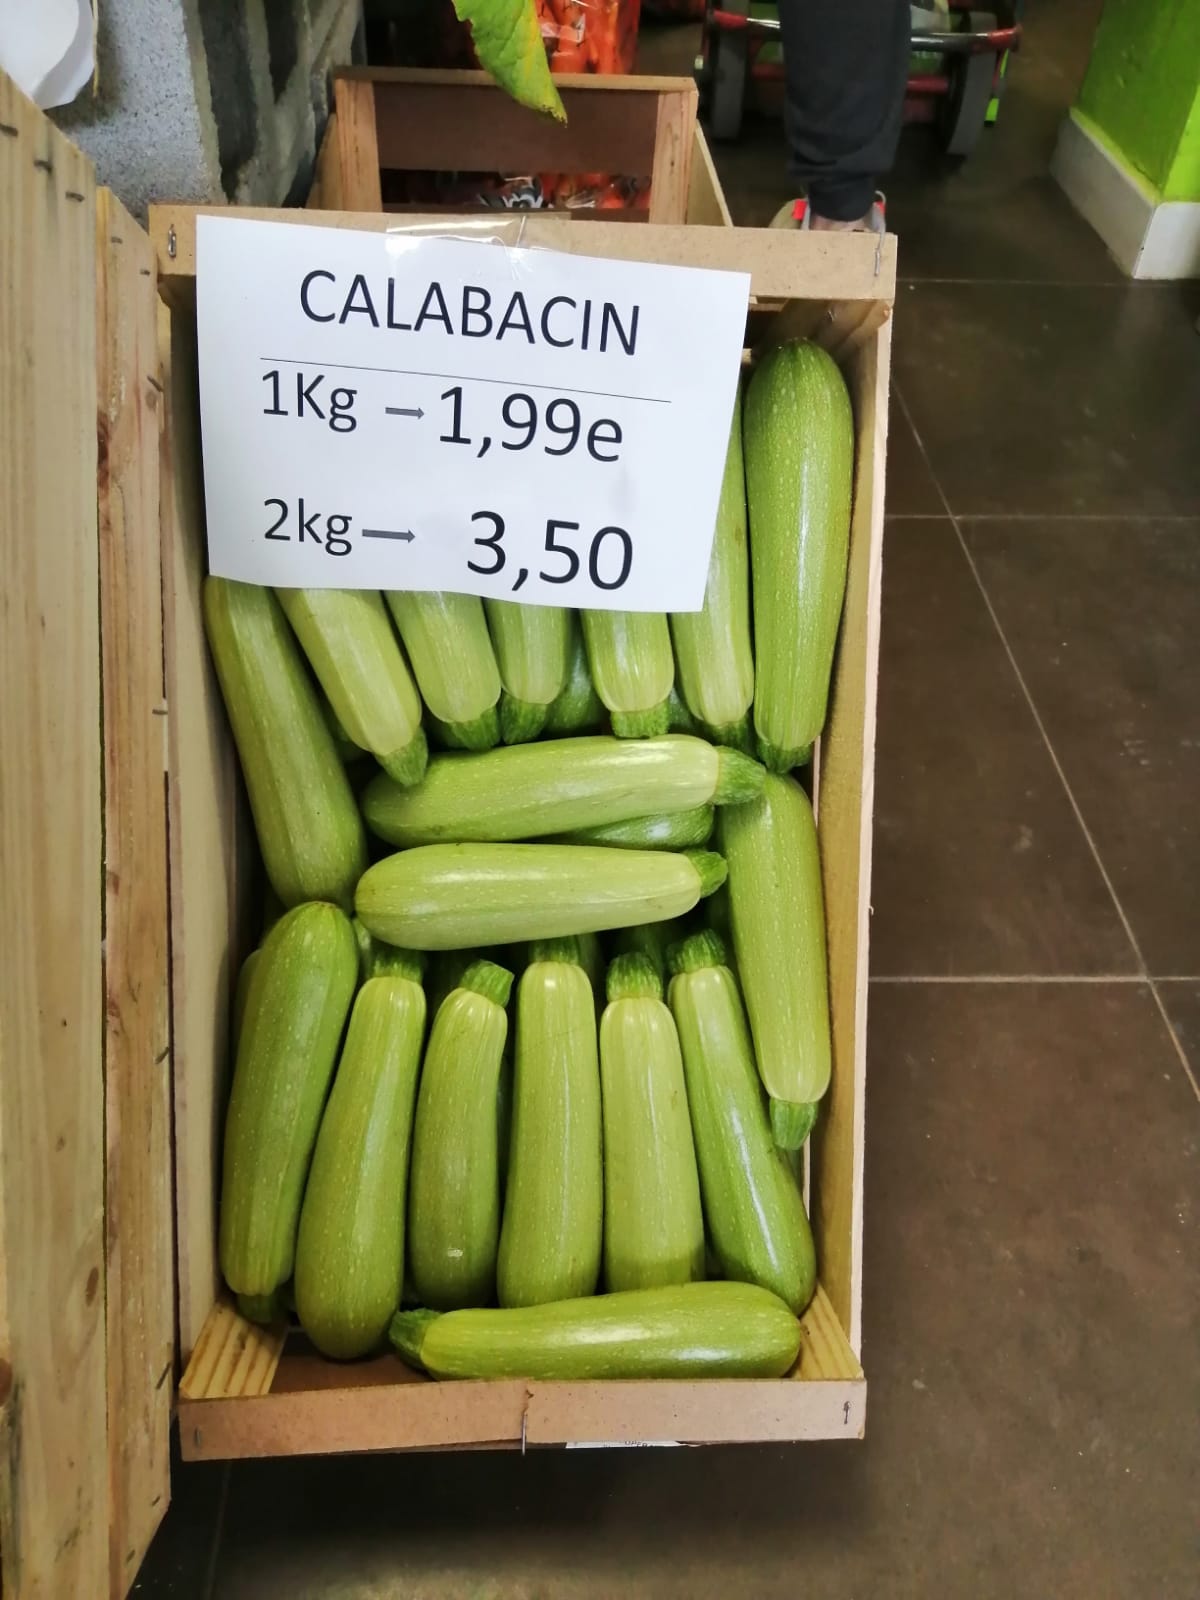 CALABACIN
1Kg → 1,99e
2kg → 3,50